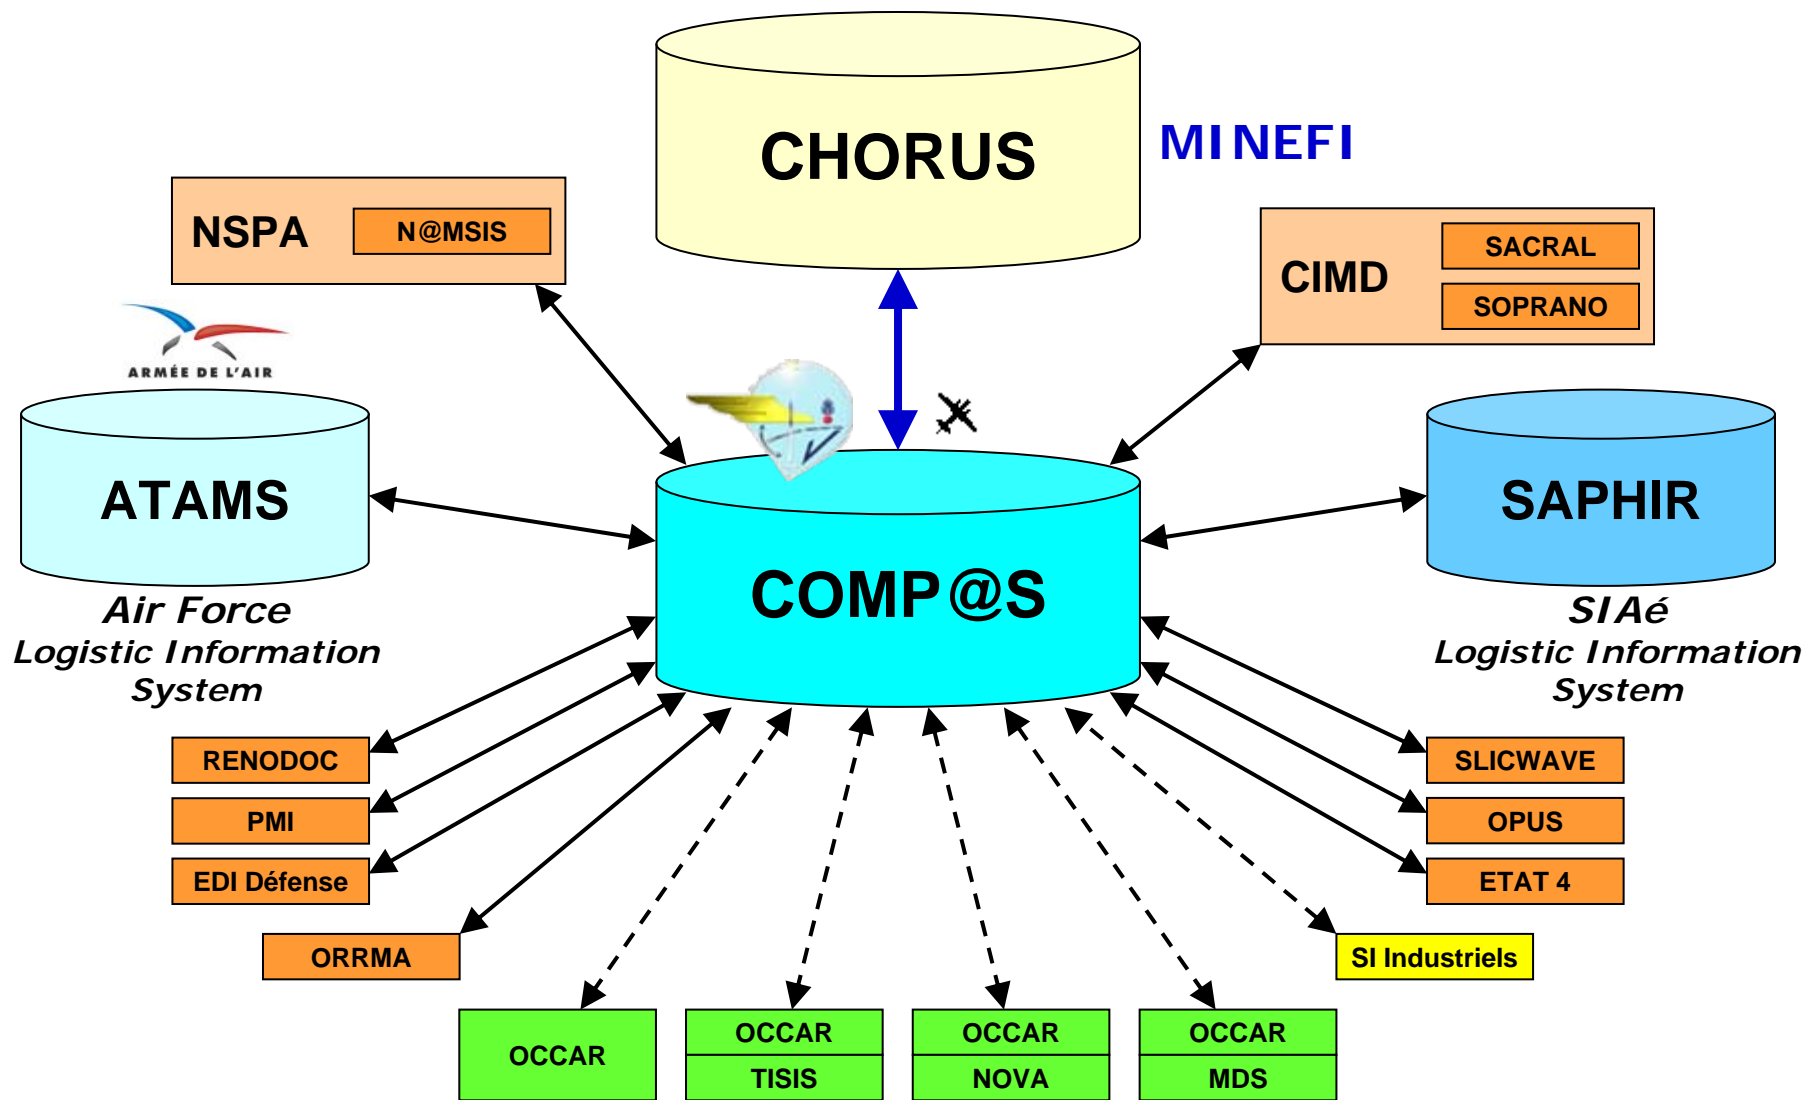 CHORUS
MINEFI
NSPA
N@MSIS
CIMD
SACRAL
SOPRANO
ARMÉE DE L'AIR
ATAMS
SAPHIR
COMP@S
Air Force
Logistic Information
System
SIAé
Logistic Information
System
RENODOC
PMI
EDI Défense
ORRMA
SLICWAVE
OPUS
ETAT 4
SI Industriels
OCCAR
OCCAR
TISIS
OCCAR
NOVA
OCCAR
MDS